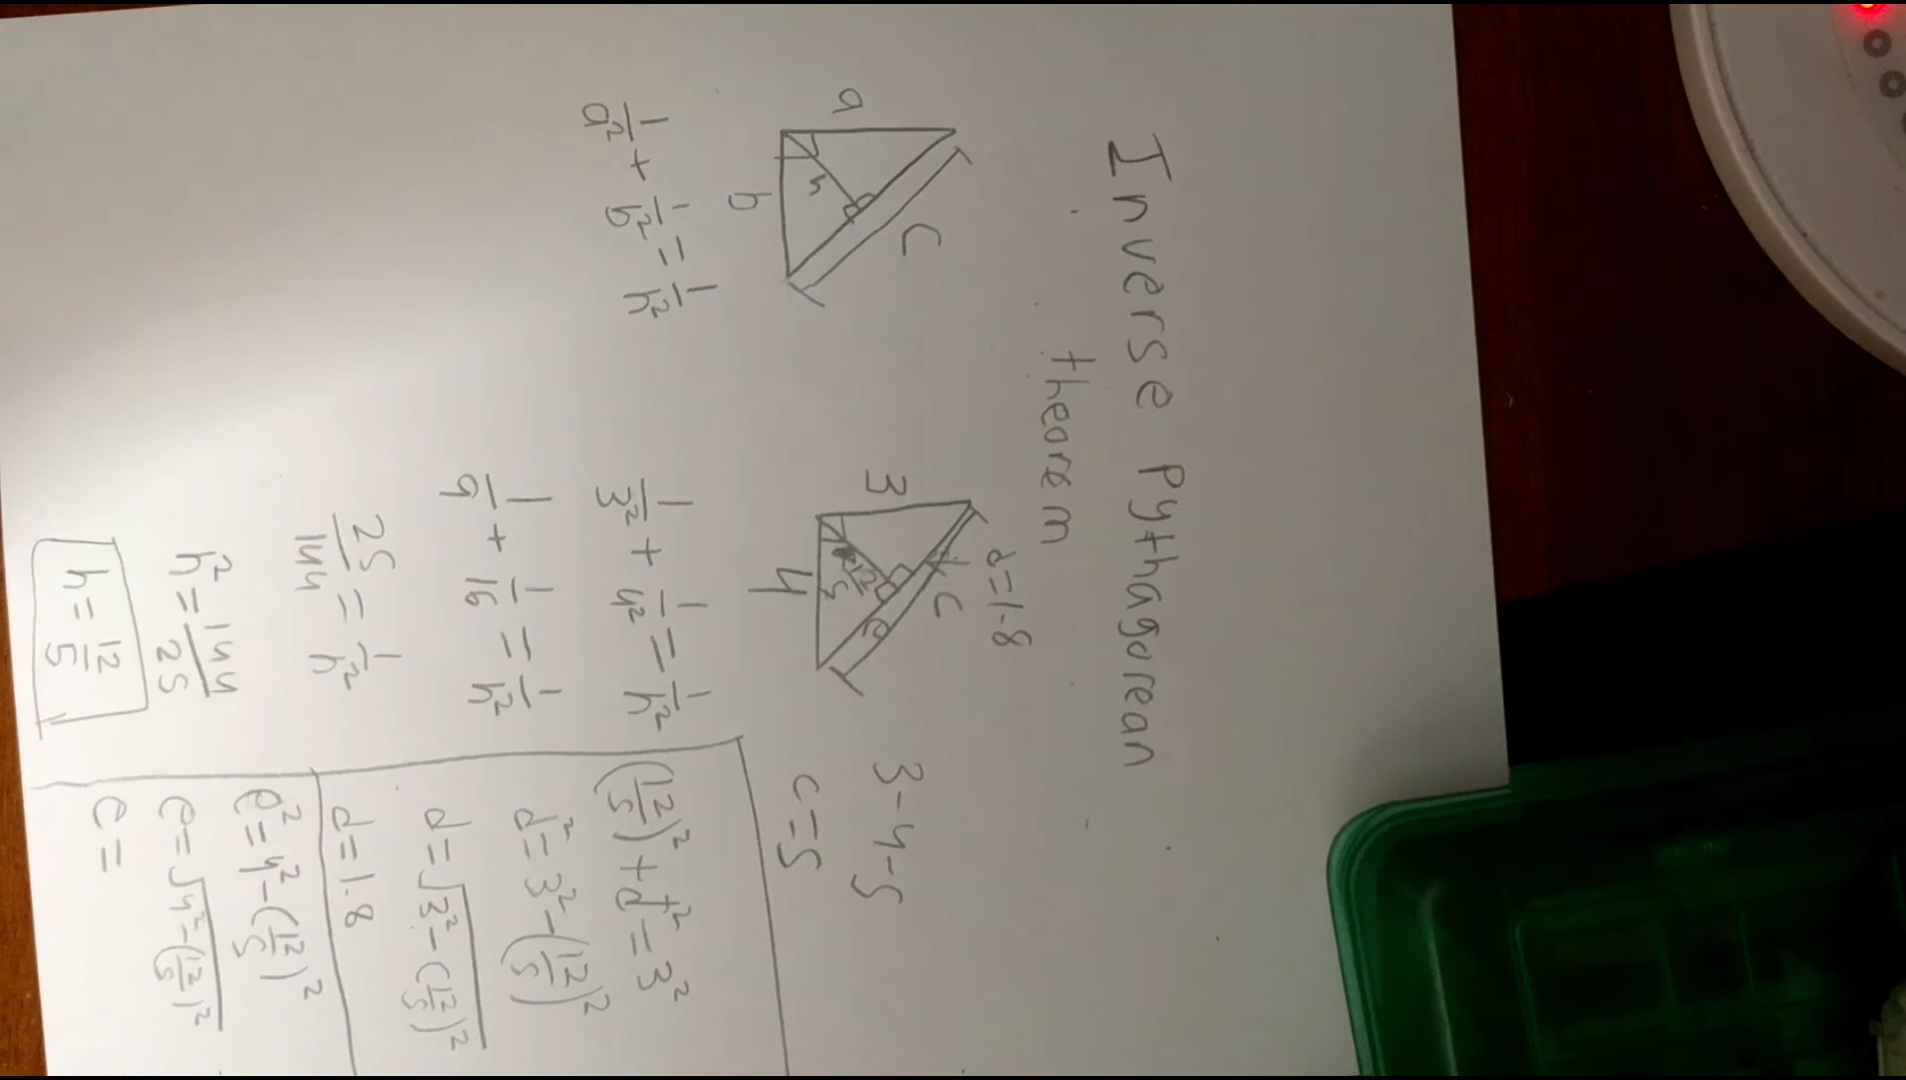 Inverse Pythagorean
theorem
a
h
c
b
1/a² + 1/b² = 1/h²
d=1.8
3
12/5
c
e
4
3-4-5
c=5
1/3² + 1/4² = 1/h²
1/9 + 1/16 = 1/h²
25/144 = 1/h²
h² = 144/25
h = 12/5
(12/5)² + d² = 3²
d² = 3² - (12/5)²
d = √3² - (12/5)²
d = 1.8
e² = 4² - (12/5)²
e = √4² - (12/5)²
e =